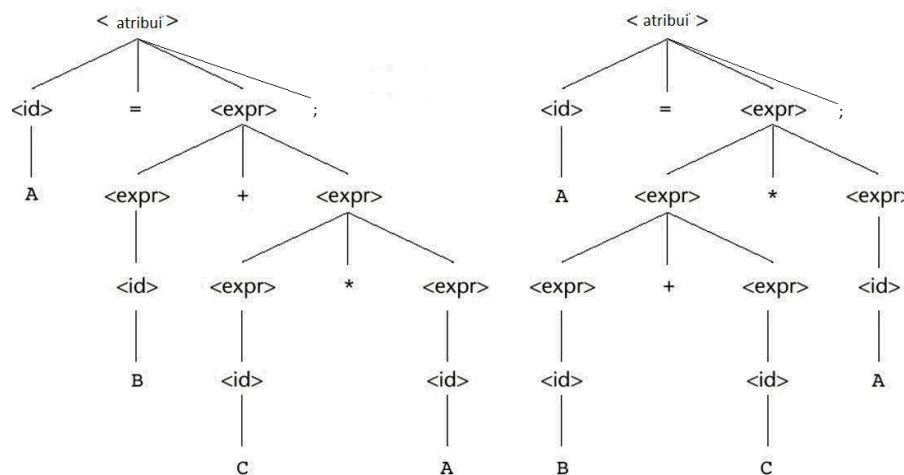 < atribui > < atribui >
<id> = <expr> ; <id> = <expr> ;
A <expr> + <expr> A <expr> * <expr>
<id> <expr> * <expr> <expr> + <expr> <id>
B <id> <id> <id> <id> A
C A B C